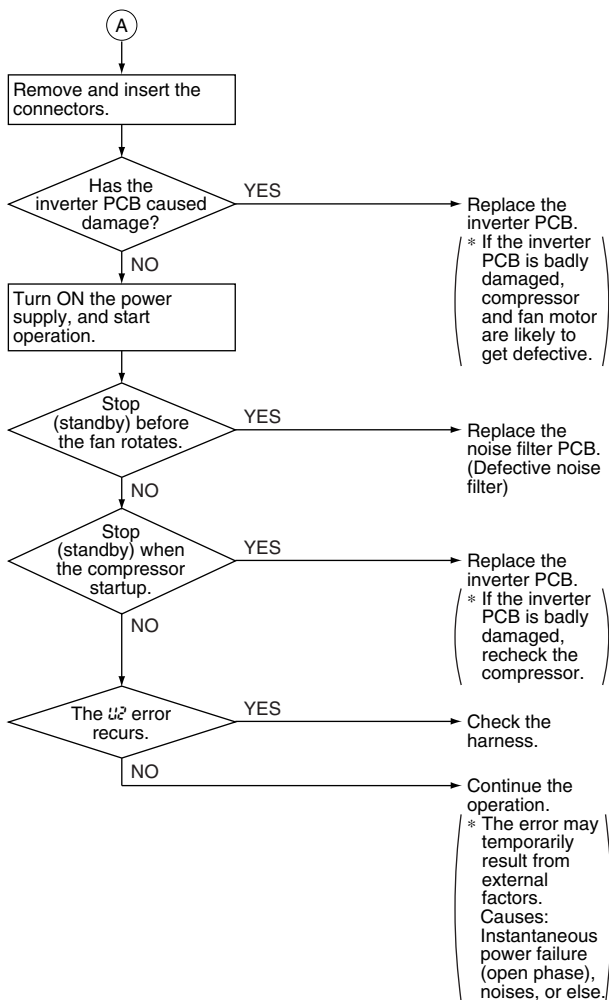 A
Remove and insert the
connectors.
Has the
inverter PCB caused
damage?
YES
Replace the
inverter PCB.
* If the inverter
PCB is badly
damaged,
compressor
and fan motor
are likely to
get defective.
NO
Turn ON the power
supply, and start
operation.
Stop
(standby) before
the fan rotates.
YES
Replace the
noise filter PCB.
(Defective noise
filter)
NO
Stop
(standby) when
the compressor
startup.
YES
Replace the
inverter PCB.
* If the inverter
PCB is badly
damaged,
recheck the
compressor.
NO
The U2 error
recurs.
YES
Check the
harness.
NO
Continue the
operation.
* The error may
temporarily
result from
external
factors.
Causes:
Instantaneous
power failure
(open phase),
noises, or else.